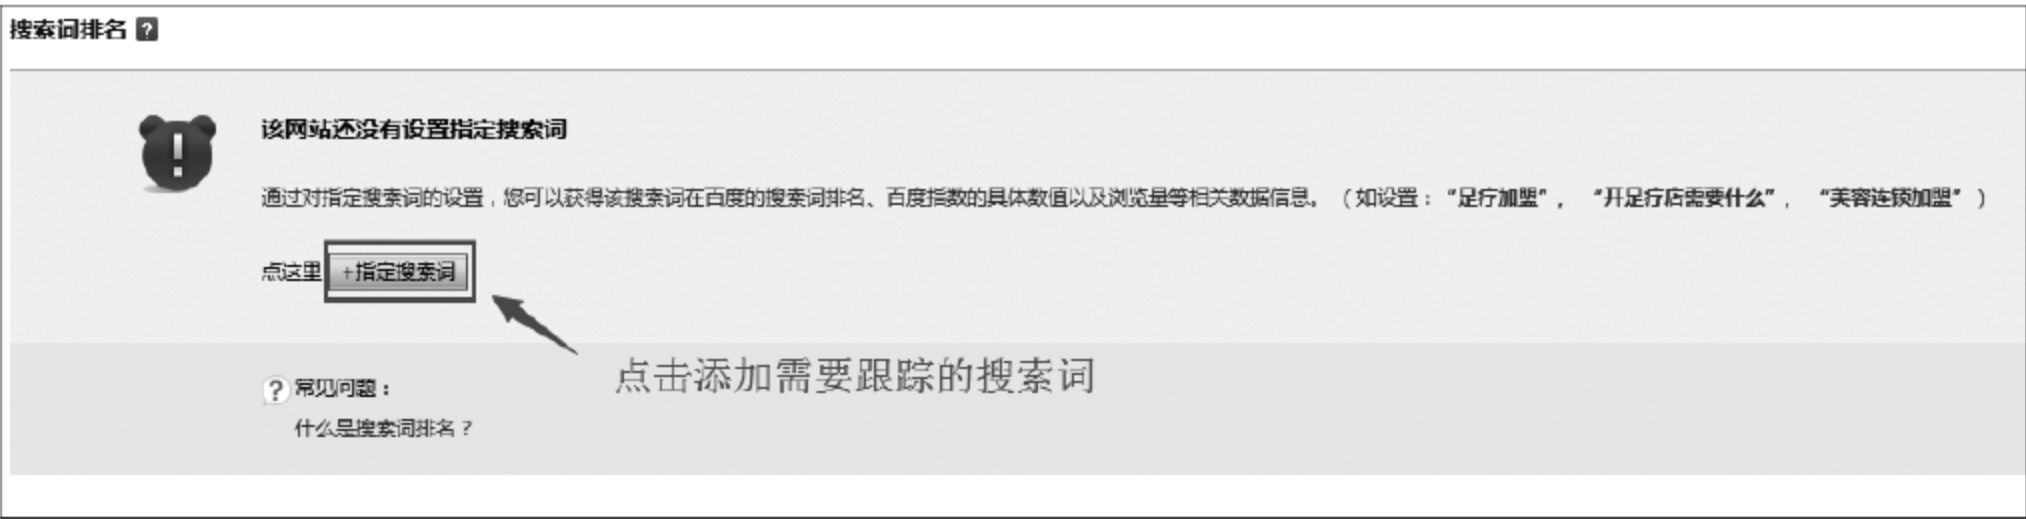 搜索词排名 ?
该网站还没有设置指定搜索词
通过对指定搜索词的设置，您可以获得该搜索词在百度的搜索词排名、百度指数的具体数值以及浏览量等相关数据信息。（如设置：“足疗加盟”，“开足疗店需要什么”，“美容连锁加盟”）
点这里 +指定搜索词
点击添加需要跟踪的搜索词
? 常见问题：
什么是搜索词排名？